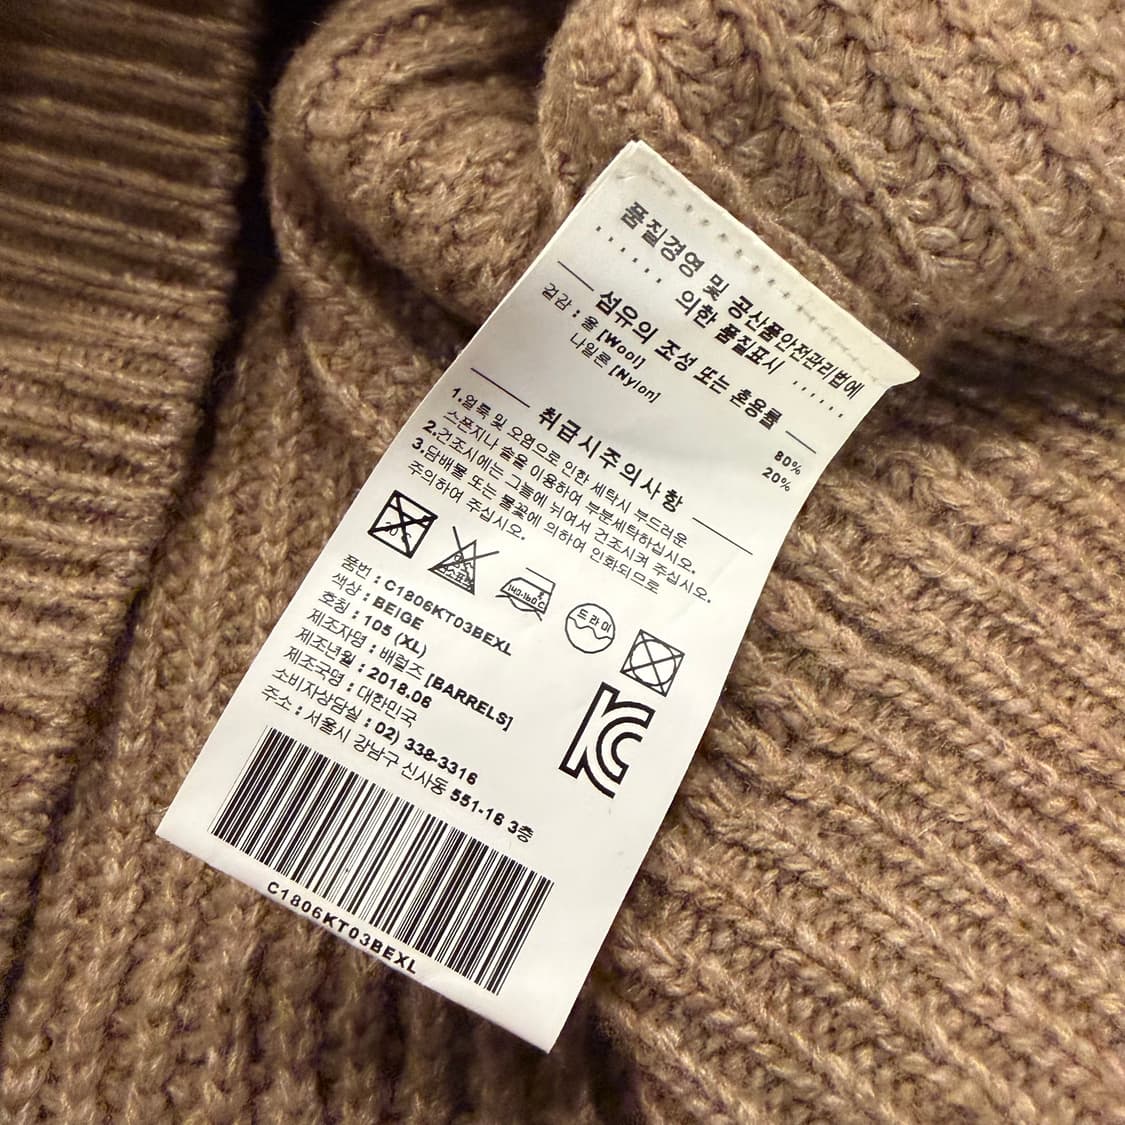 품질경영 및 공산품안전관리법에
..... 의한 품질표시 ......
섬유의 조성 또는 혼용률
겉감 : 울 [Wool] 80%
나일론 [Nylon] 20%
취급시주의사항
1.얼룩 및 오염으로 인한 세탁시 부드러운
스폰지나 솔을 이용하여 부분세탁하십시오.
2.건조시에는 그늘에 뉘어서 건조시켜 주십시오.
3.담배불 또는 불꽃에 의하여 인화되므로
주의하여 주십시오.
140-160℃
드라이
품번 : C1806KT03BEXL
색상 : BEIGE
호칭 : 105 (XL)
제조자명 : 배럴즈 [BARRELS]
제조년월 : 2018.06
제조국명 : 대한민국
소비자상담실 : 02) 338-3316
주소 : 서울시 강남구 신사동 551-16 3층
C1806KT03BEXL